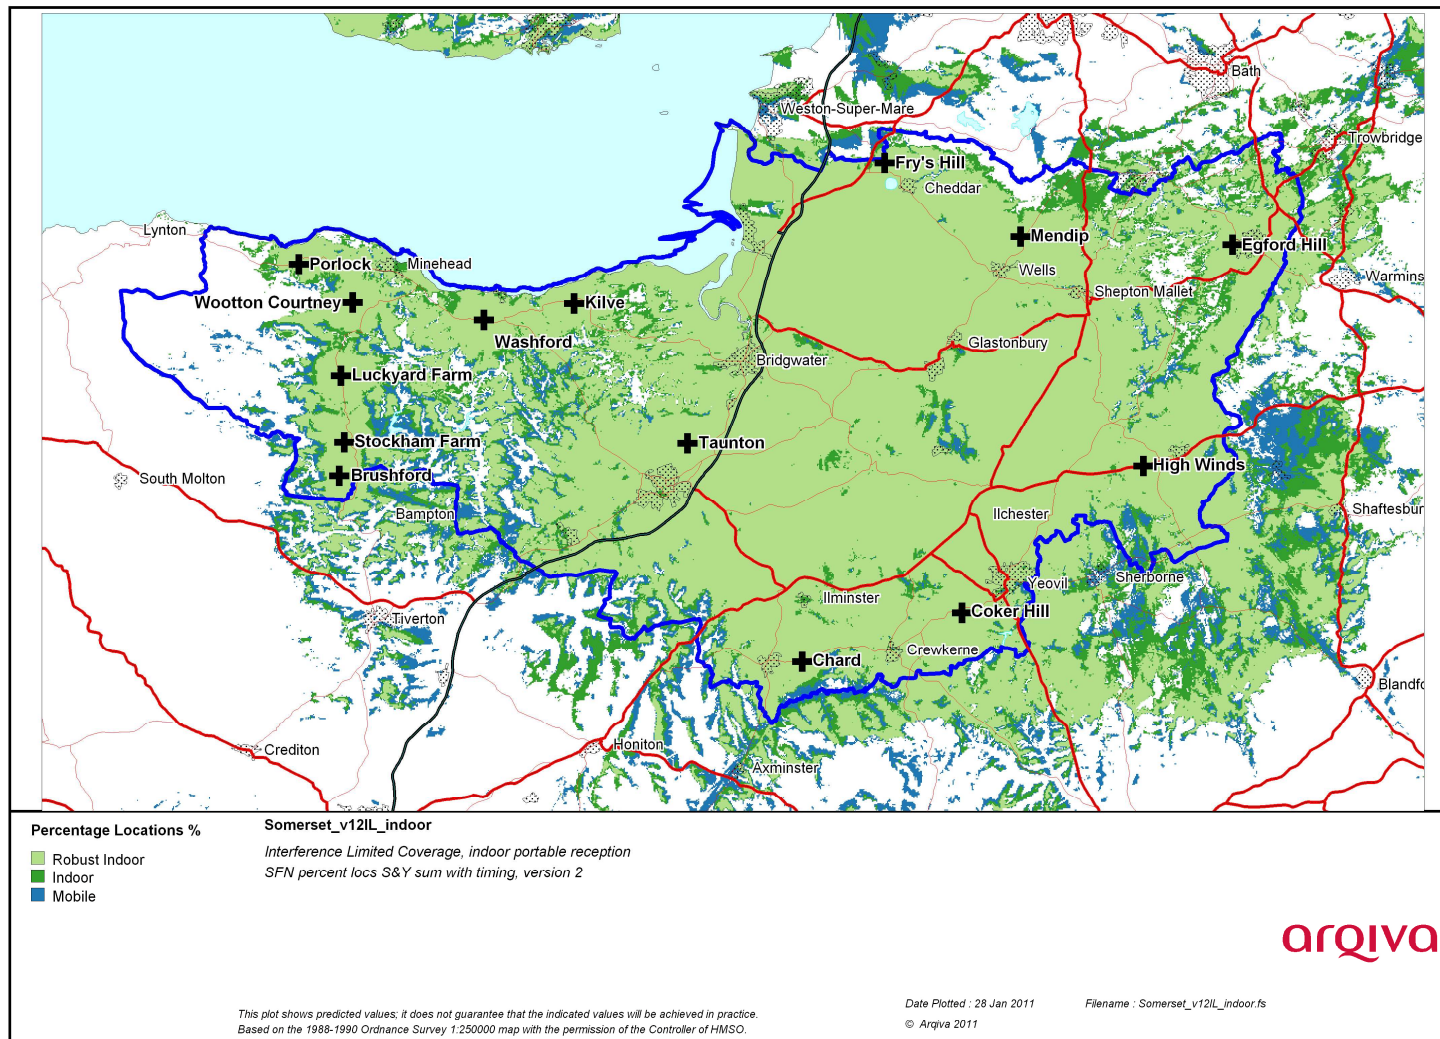 Bath
Weston-Super-Mare
Trowbridge
Fry's Hill
Cheddar
Lynton
Mendip
Egford Hill
Porlock
Minehead
Wells
Warmins
Shepton Mallet
Wootton Courtney
Kilve
Washford
Glastonbury
Bridgwater
Luckyard Farm
Stockham Farm
Taunton
High Winds
Brushford
South Molton
Bampton
Ilchester
Shaftesbur
Sherborne
Yeovil
Ilminster
Coker Hill
Tiverton
Crewkerne
Chard
Blandfo
Honiton
Crediton
Axminster
Percentage Locations %
Robust Indoor
Indoor
Mobile
Somerset_v12IL_indoor
Interference Limited Coverage, indoor portable reception
SFN percent locs S&Y sum with timing, version 2
arqiva
This plot shows predicted values; it does not guarantee that the indicated values will be achieved in practice.
Based on the 1988-1990 Ordnance Survey 1:250000 map with the permission of the Controller of HMSO.
Date Plotted : 28 Jan 2011
Filename : Somerset_v12IL_indoor.fs
© Arqiva 2011